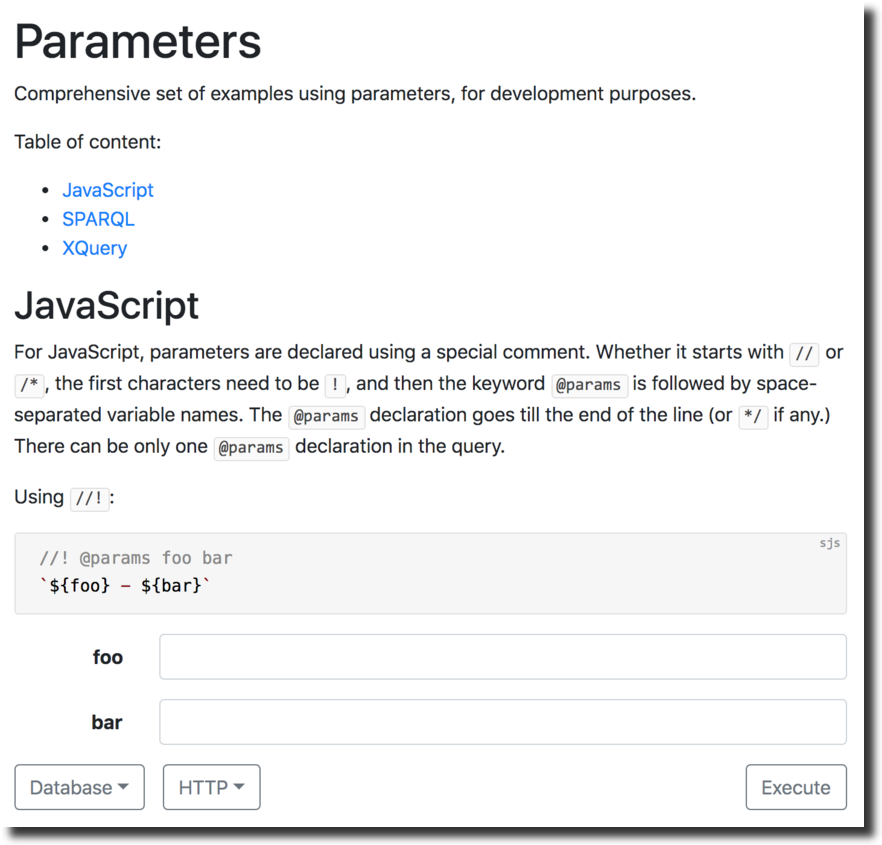 Parameters
Comprehensive set of examples using parameters, for development purposes.
Table of content:
• JavaScript
• SPARQL
• XQuery
JavaScript
For JavaScript, parameters are declared using a special comment. Whether it starts with // or
/*, the first characters need to be !, and then the keyword @params is followed by space-
separated variable names. The @params declaration goes till the end of the line (or */ if any.)
There can be only one @params declaration in the query.
Using //!:
sjs
//! @params foo bar
`${foo} - ${bar}`
foo
bar
Database HTTP Execute